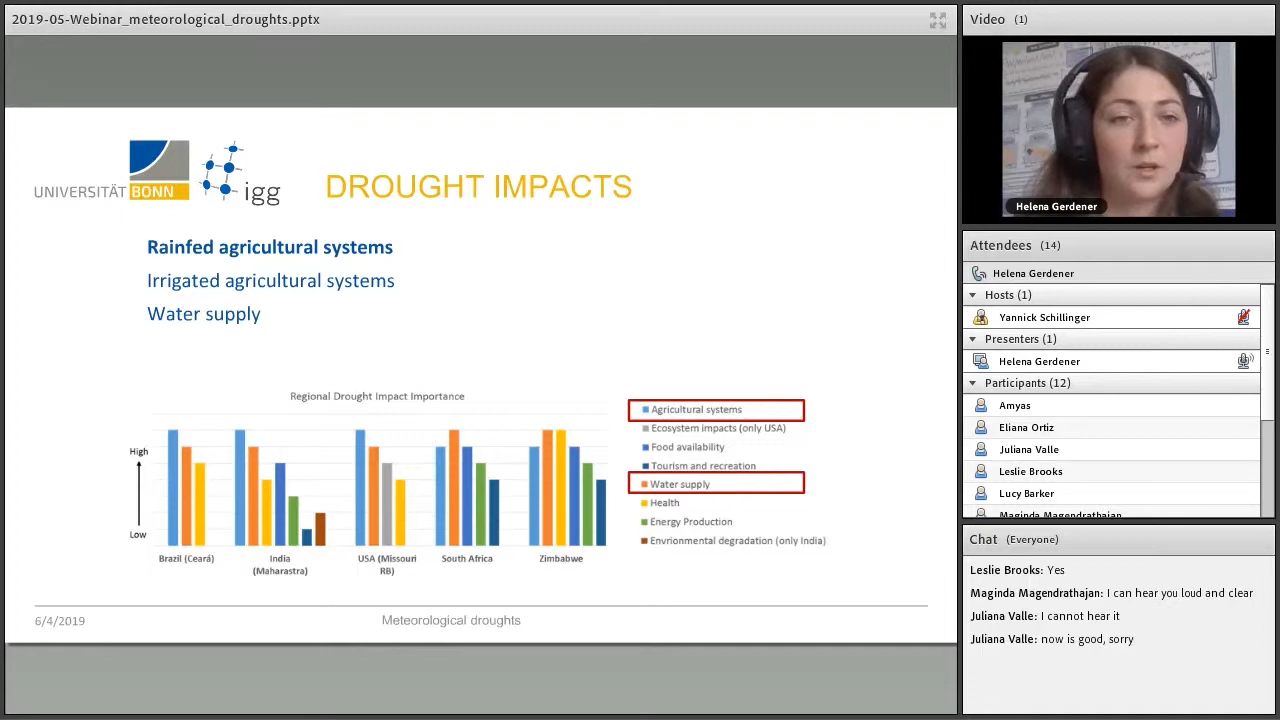 2019-05-Webinar_meteorological_droughts.pptx
UNIVERSITÄT BONN
igg
DROUGHT IMPACTS
Rainfed agricultural systems
Irrigated agricultural systems
Water supply
Regional Drought Impact Importance
High
Low
Brazil (Ceará)
India
(Maharastra)
USA (Missouri
RB)
South Africa
Zimbabwe
Agricultural systems
Ecosystem impacts (only USA)
Food availability
Tourism and recreation
Water supply
Health
Energy Production
Envrionmental degradation (only India)
6/4/2019
Meteorological droughts
Video (1)
Helena Gerdener
Attendees (14)
Helena Gerdener
Hosts (1)
Yannick Schillinger
Presenters (1)
Helena Gerdener
Participants (12)
Amyas
Eliana Ortiz
Juliana Valle
Leslie Brooks
Lucy Barker
Maginda Magendrathajan
Chat (Everyone)
Leslie Brooks: Yes
Maginda Magendrathajan: I can hear you loud and clear
Juliana Valle: I cannot hear it
Juliana Valle: now is good, sorry